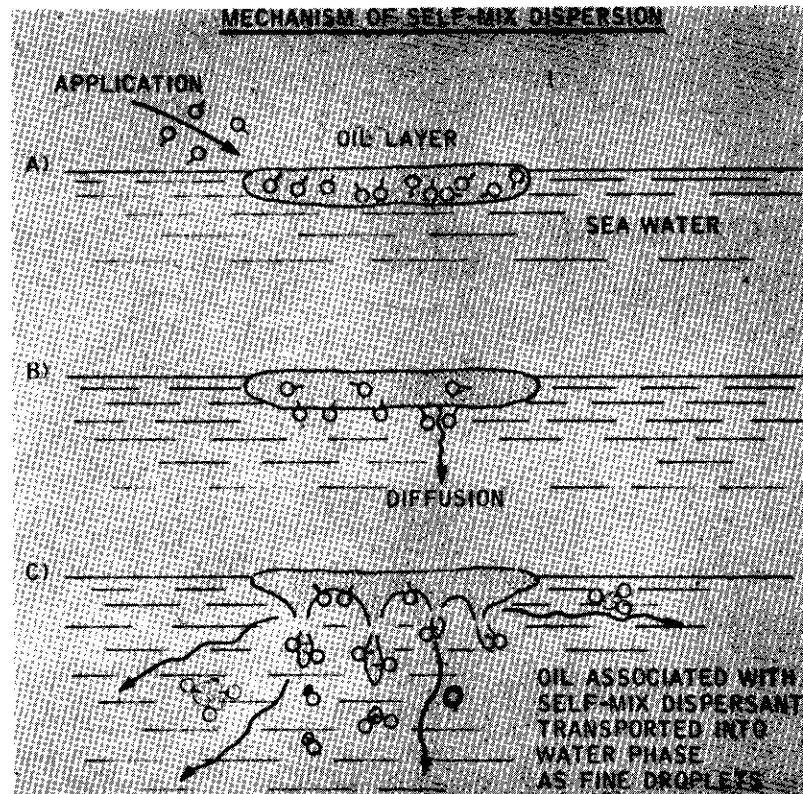 MECHANISM OF SELF-MIX DISPERSION
APPLICATION
OIL LAYER
A)
SEA WATER
B)
DIFFUSION
C)
OIL ASSOCIATED WITH
SELF-MIX DISPERSANT
TRANSPORTED INTO
WATER PHASE
AS FINE DROPLETS